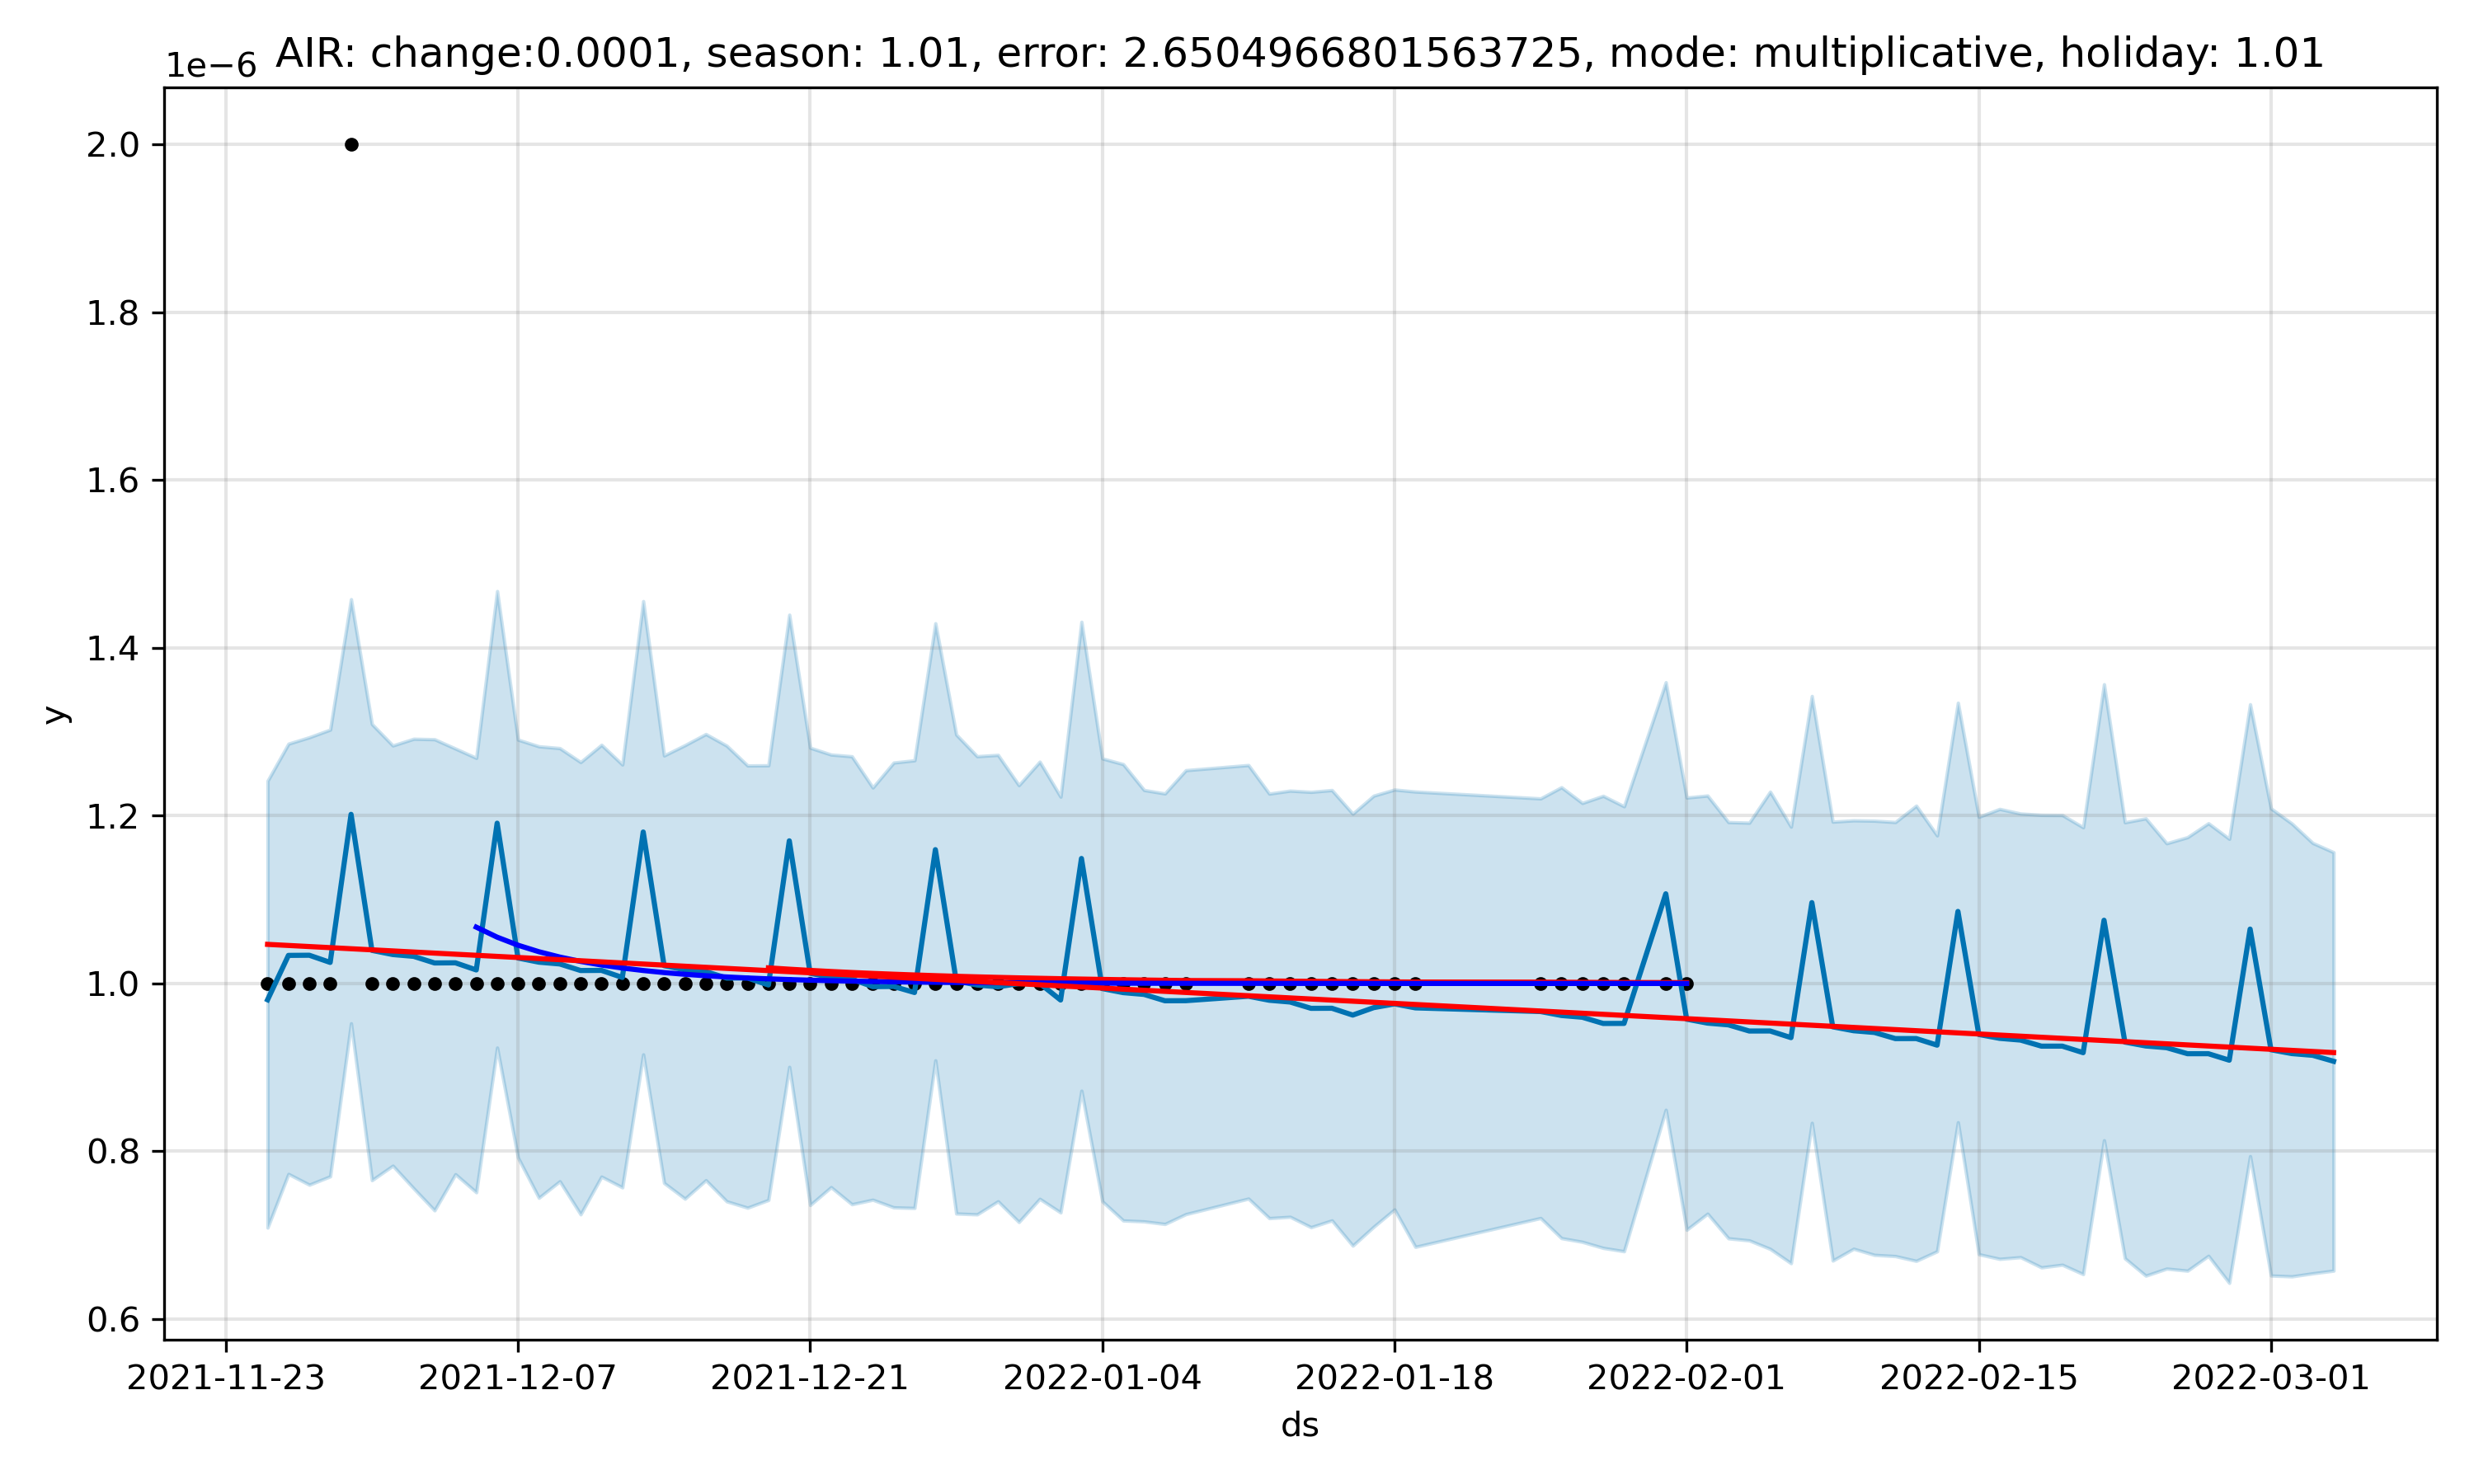 AIR: change:0.0001, season: 1.01, error: 2.6504966801563725, mode: multiplicative, holiday: 1.01
1e−6
2.0
1.8
1.6
1.4
1.2
1.0
0.8
0.6
y
2021-11-23 2021-12-07 2021-12-21 2022-01-04 2022-01-18 2022-02-01 2022-02-15 2022-03-01
ds